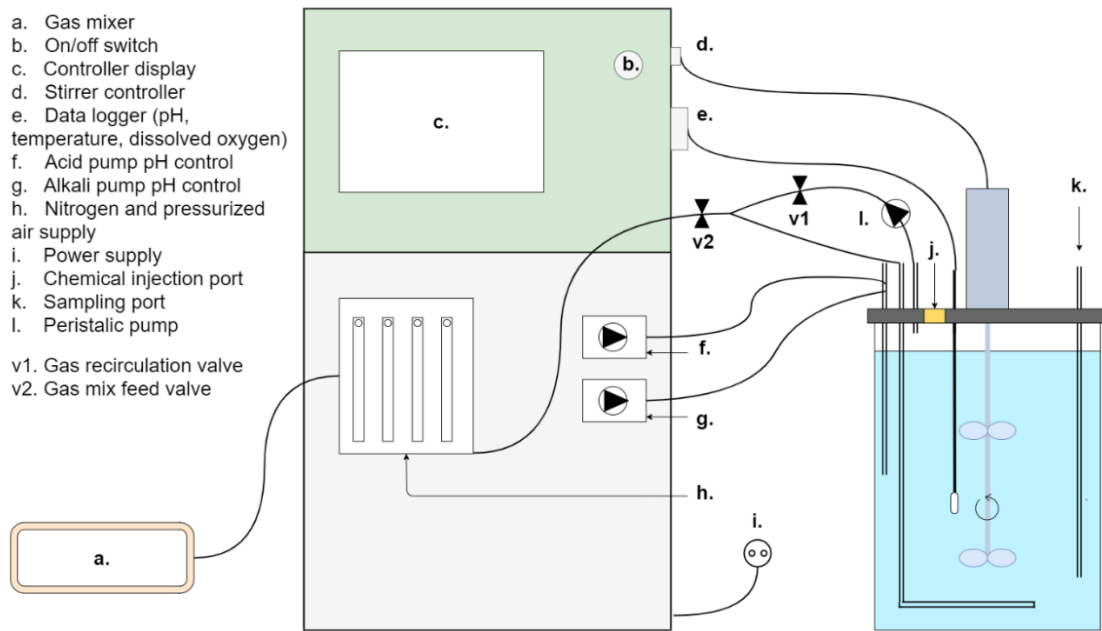 a. Gas mixer
b. On/off switch
c. Controller display
d. Stirrer controller
e. Data logger (pH,
temperature, dissolved oxygen)
f. Acid pump pH control
g. Alkali pump pH control
h. Nitrogen and pressurized
air supply
i. Power supply
j. Chemical injection port
k. Sampling port
l. Peristalic pump
v1. Gas recirculation valve
v2. Gas mix feed valve
b.
d.
c.
e.
k.
v1
l.
v2
j.
f.
g.
h.
i.
a.